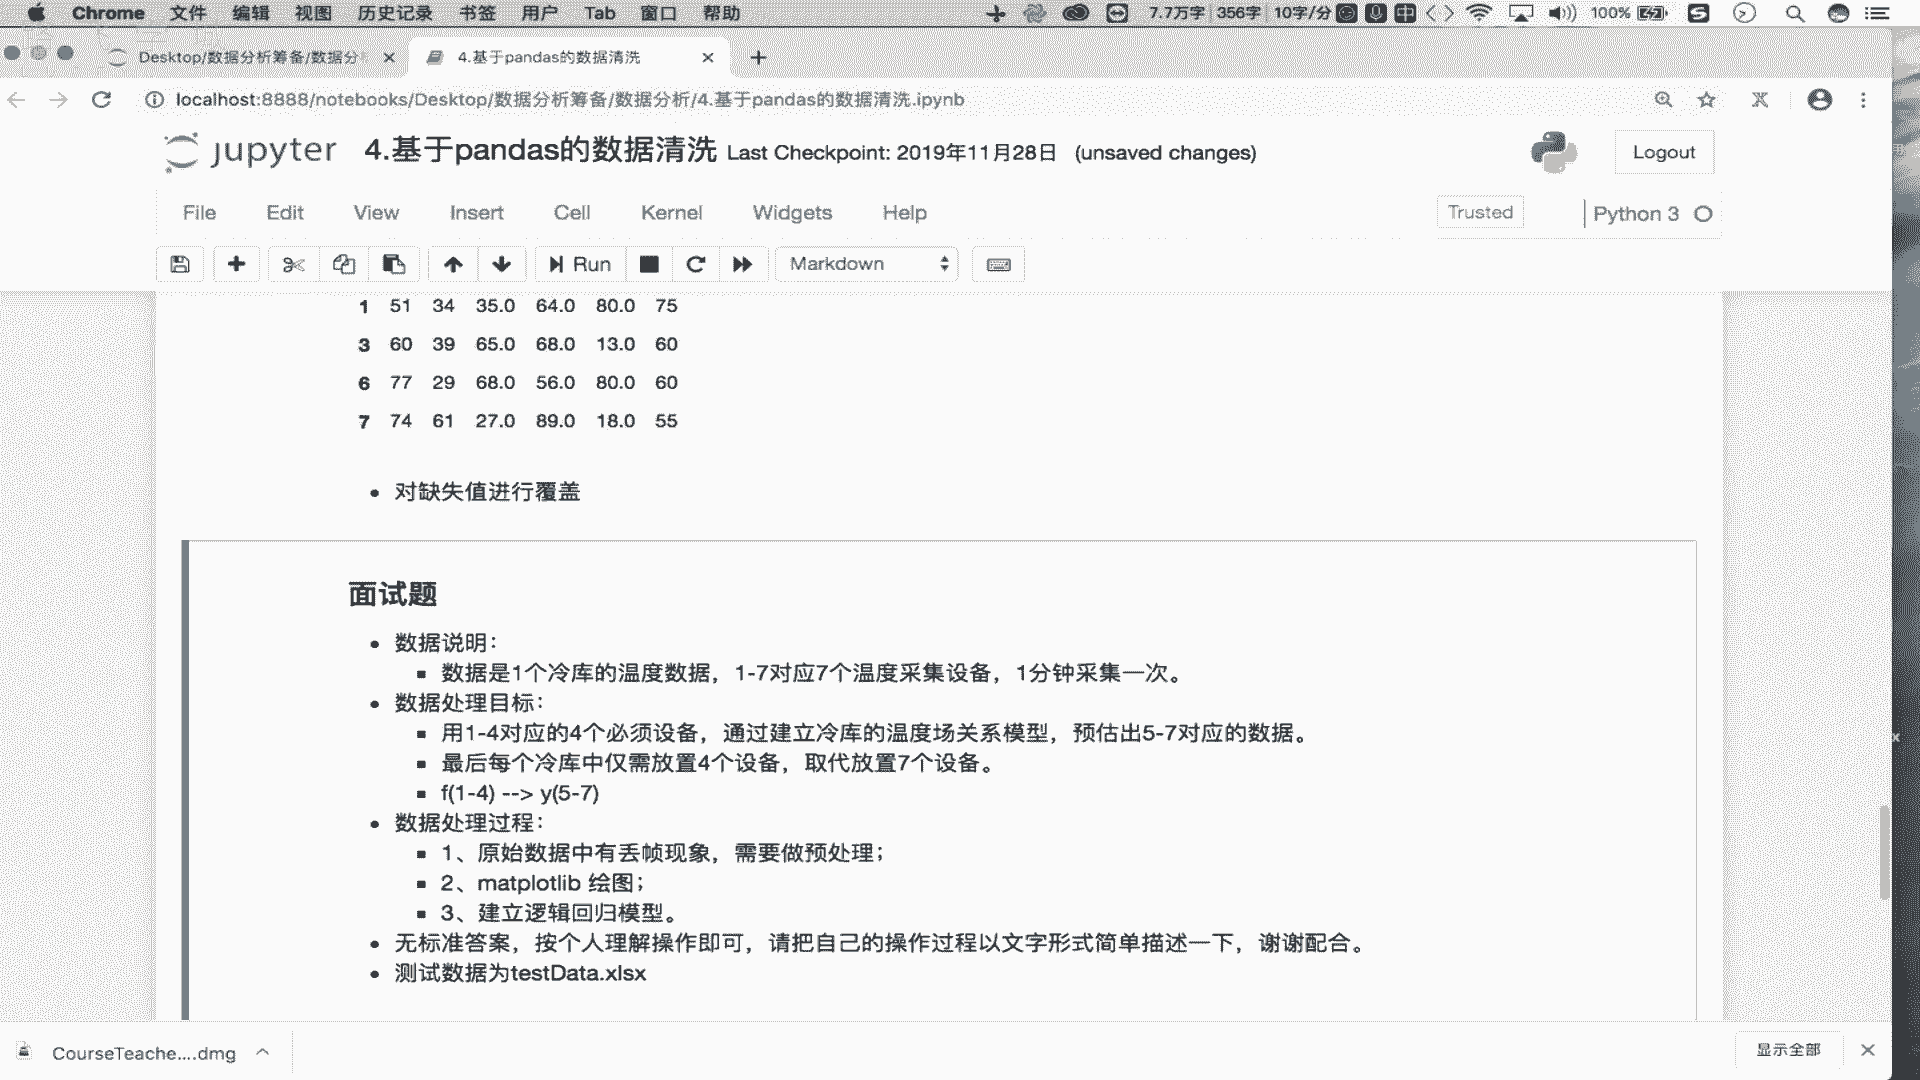 Chrome 文件 编辑 视图 历史记录 书签 用户 Tab 窗口 帮助 7.7万字 356字 10字/分 中 100%
Desktop/数据分析筹备/数据分 4.基于pandas的数据清洗
localhost:8888/notebooks/Desktop/数据分析筹备/数据分析/4.基于pandas的数据清洗.ipynb
jupyter 4.基于pandas的数据清洗 Last Checkpoint: 2019年11月28日 (unsaved changes) Logout
File Edit View Insert Cell Kernel Widgets Help Trusted Python 3
Run Markdown
1 51 34 35.0 64.0 80.0 75
3 60 39 65.0 68.0 13.0 60
6 77 29 68.0 56.0 80.0 60
7 74 61 27.0 89.0 18.0 55
对缺失值进行覆盖
面试题
数据说明：
数据是1个冷库的温度数据，1-7对应7个温度采集设备，1分钟采集一次。
数据处理目标：
用1-4对应的4个必须设备，通过建立冷库的温度场关系模型，预估出5-7对应的数据。
最后每个冷库中仅需放置4个设备，取代放置7个设备。
f(1-4) --> y(5-7)
数据处理过程：
1、原始数据中有丢帧现象，需要做预处理；
2、matplotlib 绘图；
3、建立逻辑回归模型。
无标准答案，按个人理解操作即可，请把自己的操作过程以文字形式简单描述一下，谢谢配合。
测试数据为testData.xlsx
CourseTeache....dmg 显示全部